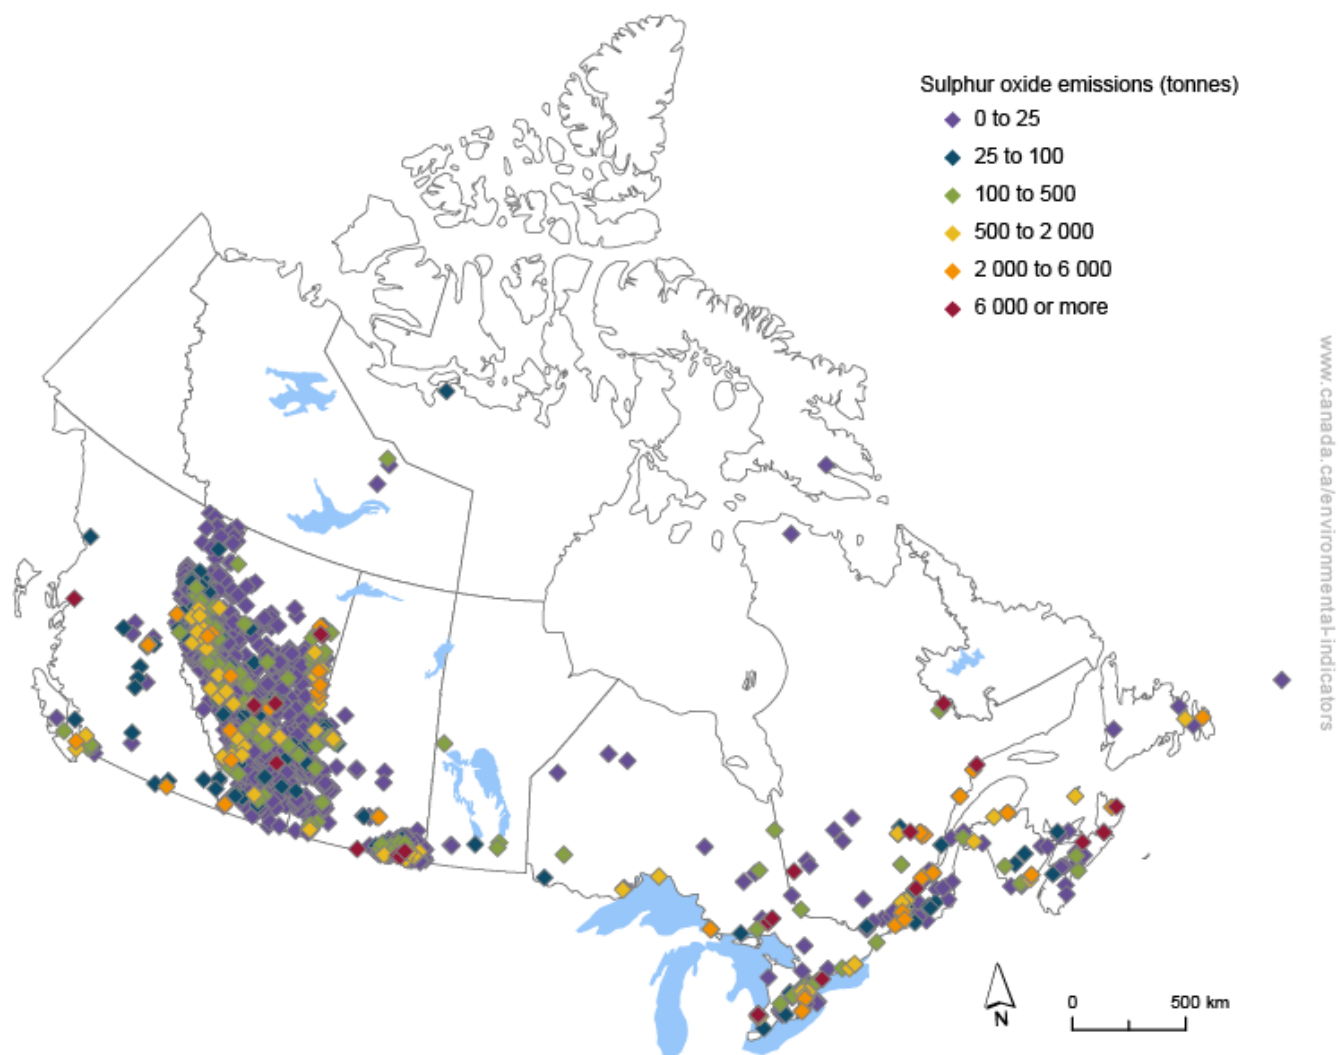 Sulphur oxide emissions (tonnes)
0 to 25
25 to 100
100 to 500
500 to 2 000
2 000 to 6 000
6 000 or more
www.canada.ca/environmental-indicators
N
0 500 km